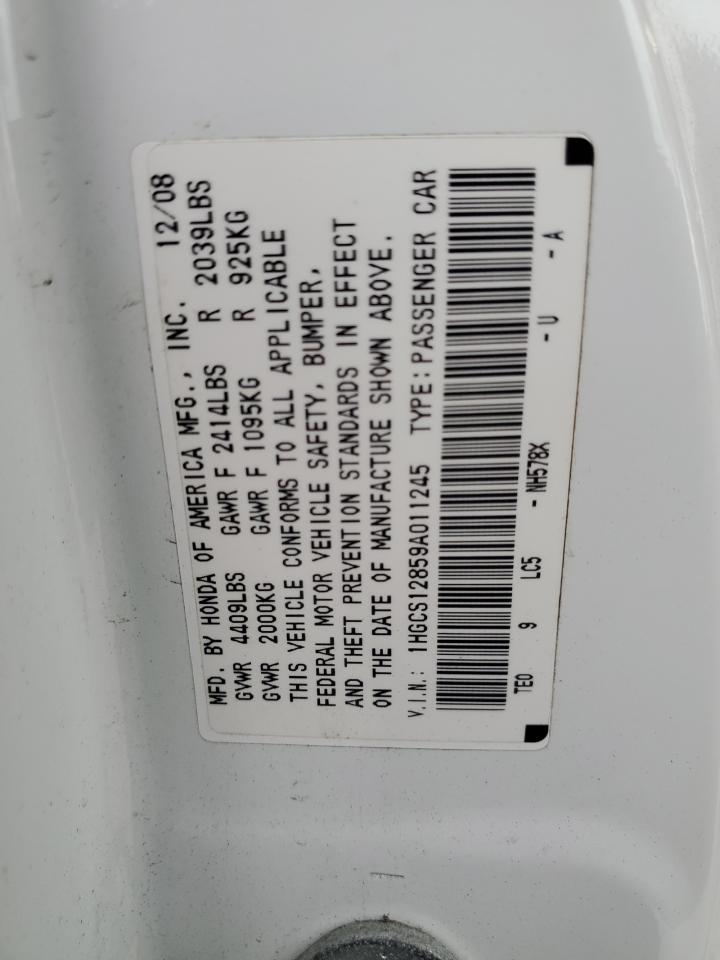 MFD. BY HONDA OF AMERICA MFG., INC. 12/08
GVWR 4409LBS GAWR F 2414LBS R 2039LBS
GVWR 2000KG GAWR F 1095KG R 925KG
THIS VEHICLE CONFORMS TO ALL APPLICABLE
FEDERAL MOTOR VEHICLE SAFETY, BUMPER,
AND THEFT PREVENTION STANDARDS IN EFFECT
ON THE DATE OF MANUFACTURE SHOWN ABOVE.
V.I.N.: 1HGCS12859A011245 TYPE: PASSENGER CAR
TE0 9 LC5 - NH578X - U - A